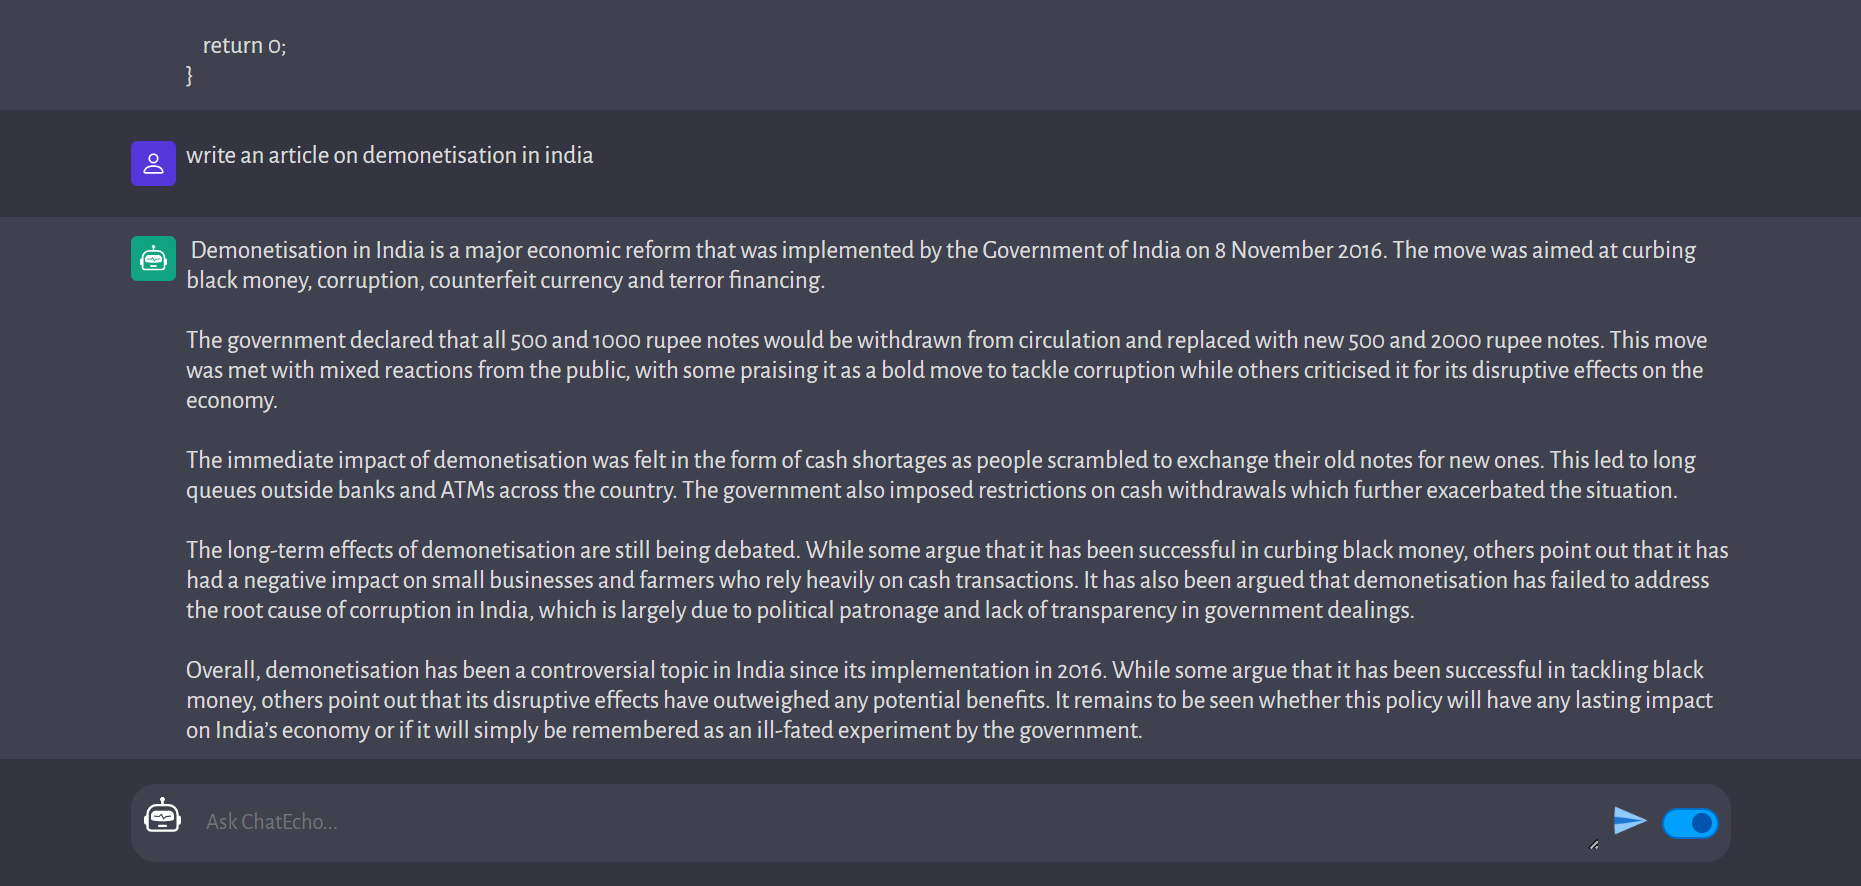 return 0;
}
write an article on demonetisation in india
Demonetisation in India is a major economic reform that was implemented by the Government of India on 8 November 2016. The move was aimed at curbing
black money, corruption, counterfeit currency and terror financing.
The government declared that all 500 and 1000 rupee notes would be withdrawn from circulation and replaced with new 500 and 2000 rupee notes. This move
was met with mixed reactions from the public, with some praising it as a bold move to tackle corruption while others criticised it for its disruptive effects on the
economy.
The immediate impact of demonetisation was felt in the form of cash shortages as people scrambled to exchange their old notes for new ones. This led to long
queues outside banks and ATMs across the country. The government also imposed restrictions on cash withdrawals which further exacerbated the situation.
The long-term effects of demonetisation are still being debated. While some argue that it has been successful in curbing black money, others point out that it has
had a negative impact on small businesses and farmers who rely heavily on cash transactions. It has also been argued that demonetisation has failed to address
the root cause of corruption in India, which is largely due to political patronage and lack of transparency in government dealings.
Overall, demonetisation has been a controversial topic in India since its implementation in 2016. While some argue that it has been successful in tackling black
money, others point out that its disruptive effects have outweighed any potential benefits. It remains to be seen whether this policy will have any lasting impact
on India's economy or if it will simply be remembered as an ill-fated experiment by the government.
Ask ChatEcho...